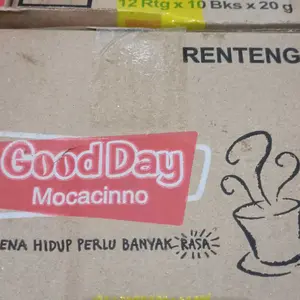 12 Rtg x 10 Bks x 20 g
RENTENG
Good Day
Mocacinno
ENA HIDUP PERLU BANYAK RASA